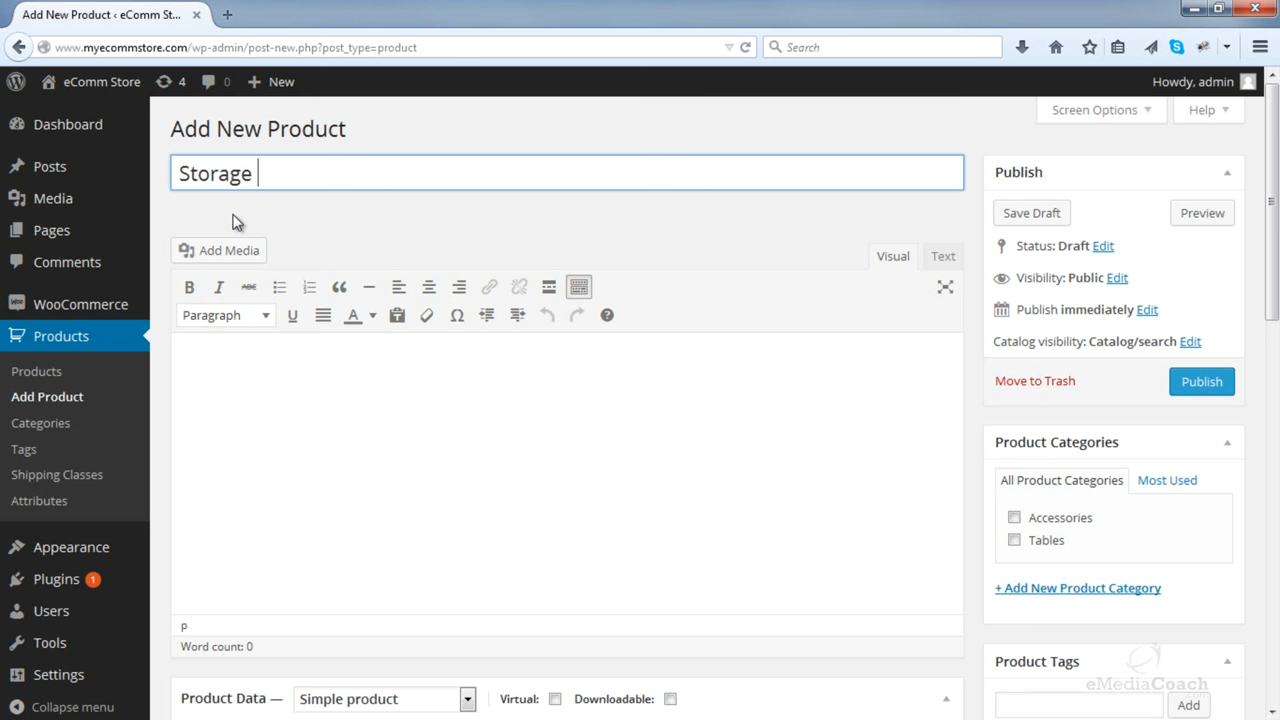 Add New Product ‹ eComm St...
www.myecommstore.com/wp-admin/post-new.php?post_type=product
Search
eComm Store
4
0
New
Howdy, admin
Screen Options
Help
Dashboard
Posts
Media
Pages
Comments
WooCommerce
Products
Products
Add Product
Categories
Tags
Shipping Classes
Attributes
Appearance
Plugins 1
Users
Tools
Settings
Collapse menu
Add New Product
Storage
Add Media
Visual
Text
B I ABC
Paragraph
U
A
Ω
p
Word count: 0
Product Data —
Simple product
Virtual:
Downloadable:
Publish
Save Draft
Preview
Status: Draft Edit
Visibility: Public Edit
Publish immediately Edit
Catalog visibility: Catalog/search Edit
Move to Trash
Publish
Product Categories
All Product Categories
Most Used
Accessories
Tables
+ Add New Product Category
Product Tags
Add
eMediaCoach
.com